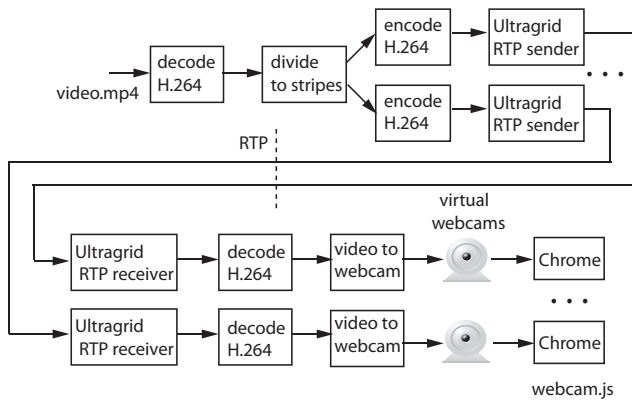 video.mp4
decode
H.264
divide
to stripes
encode
H.264
Ultragrid
RTP sender
encode
H.264
Ultragrid
RTP sender
. . .
RTP
virtual
webcams
Ultragrid
RTP receiver
decode
H.264
video to
webcam
Chrome
. . .
Ultragrid
RTP receiver
decode
H.264
video to
webcam
Chrome
webcam.js